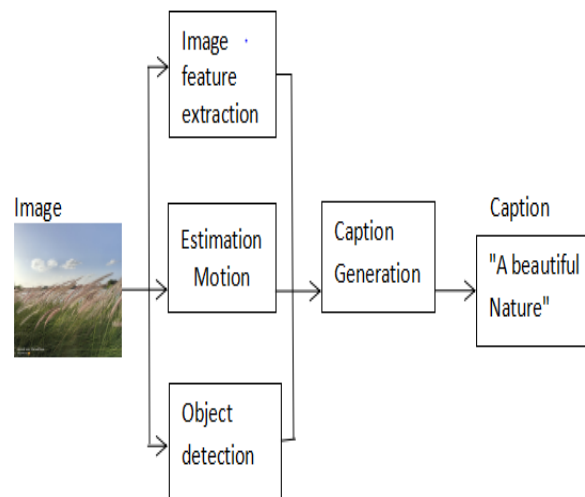 Image
feature
extraction
Image
Estimation
Motion
Caption
Generation
Caption
"A beautiful
Nature"
Object
detection